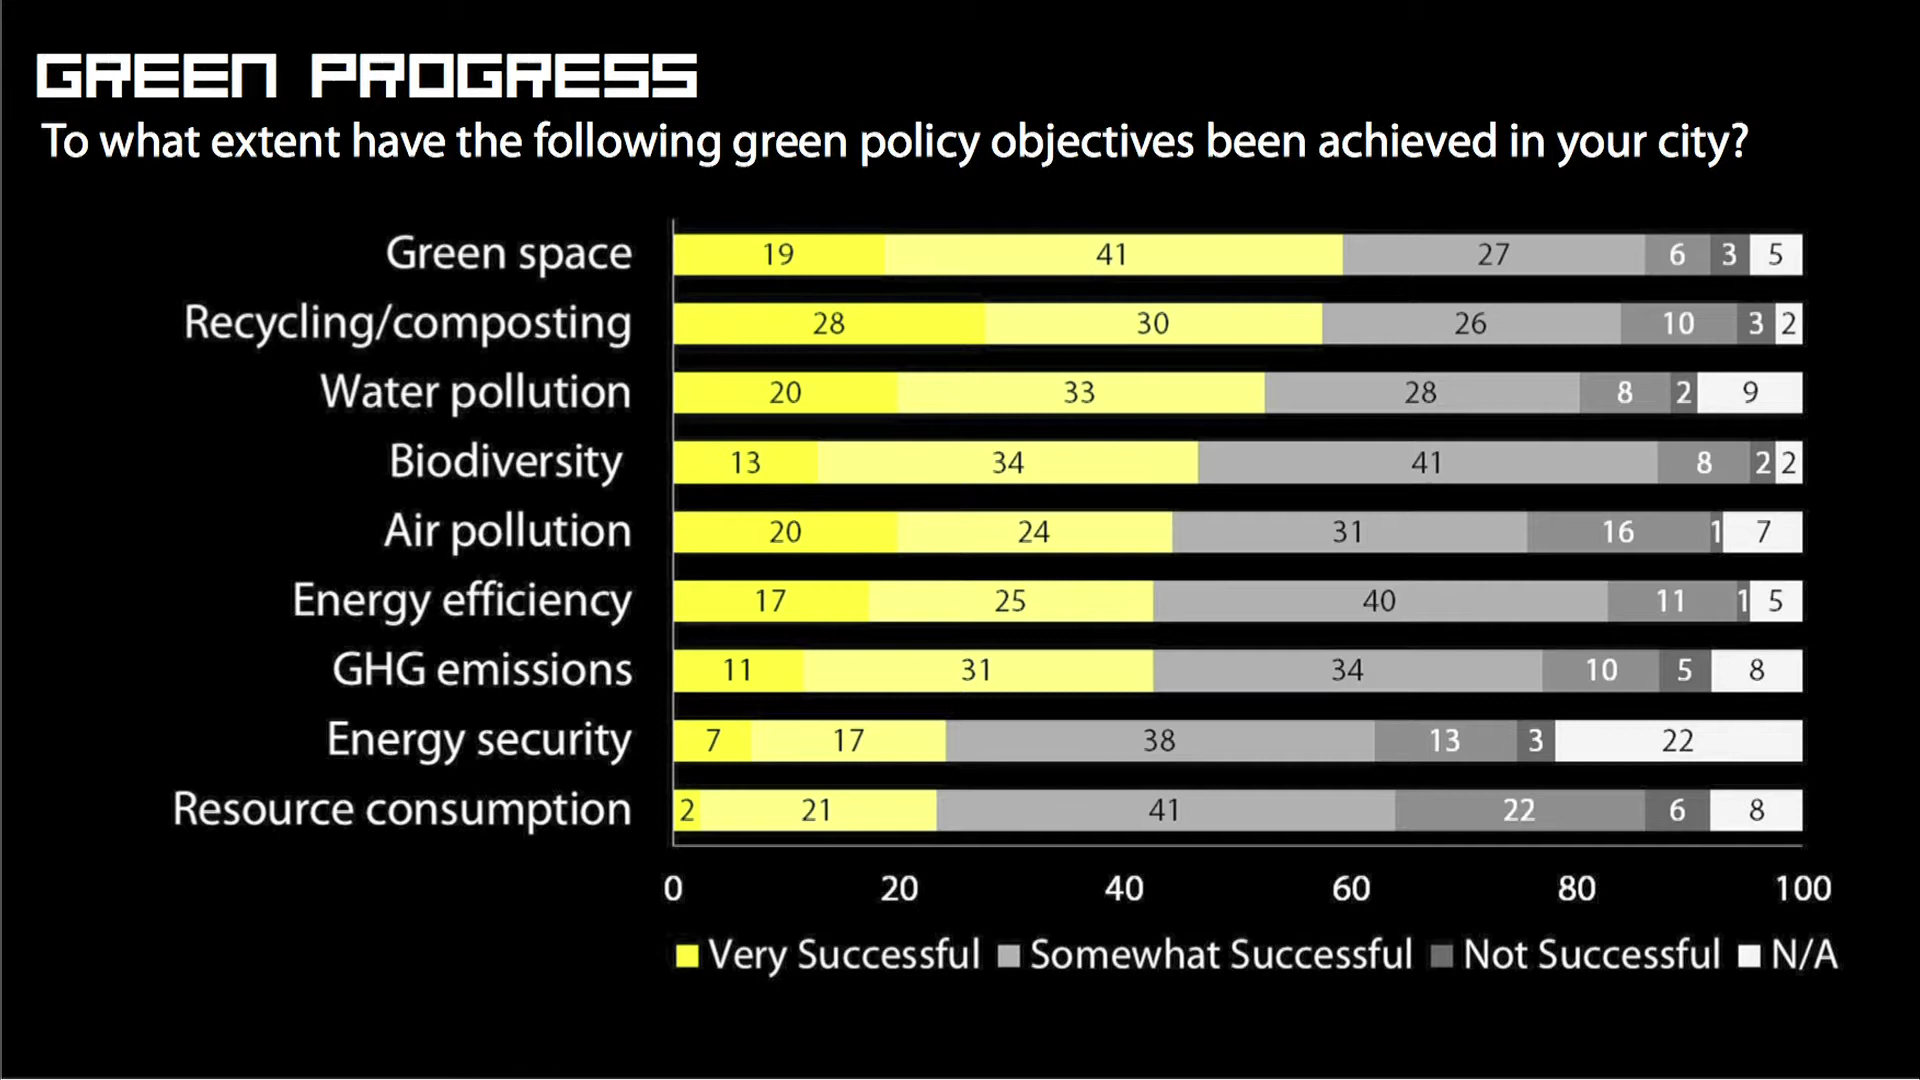 GREEN PROGRESS
To what extent have the following green policy objectives been achieved in your city?
Green space 19 41 27 6 3 5
Recycling/composting 28 30 26 10 3 2
Water pollution 20 33 28 8 2 9
Biodiversity 13 34 41 8 2 2
Air pollution 20 24 31 16 1 7
Energy efficiency 17 25 40 11 1 5
GHG emissions 11 31 34 10 5 8
Energy security 7 17 38 13 3 22
Resource consumption 2 21 41 22 6 8
0 20 40 60 80 100
Very Successful Somewhat Successful Not Successful N/A